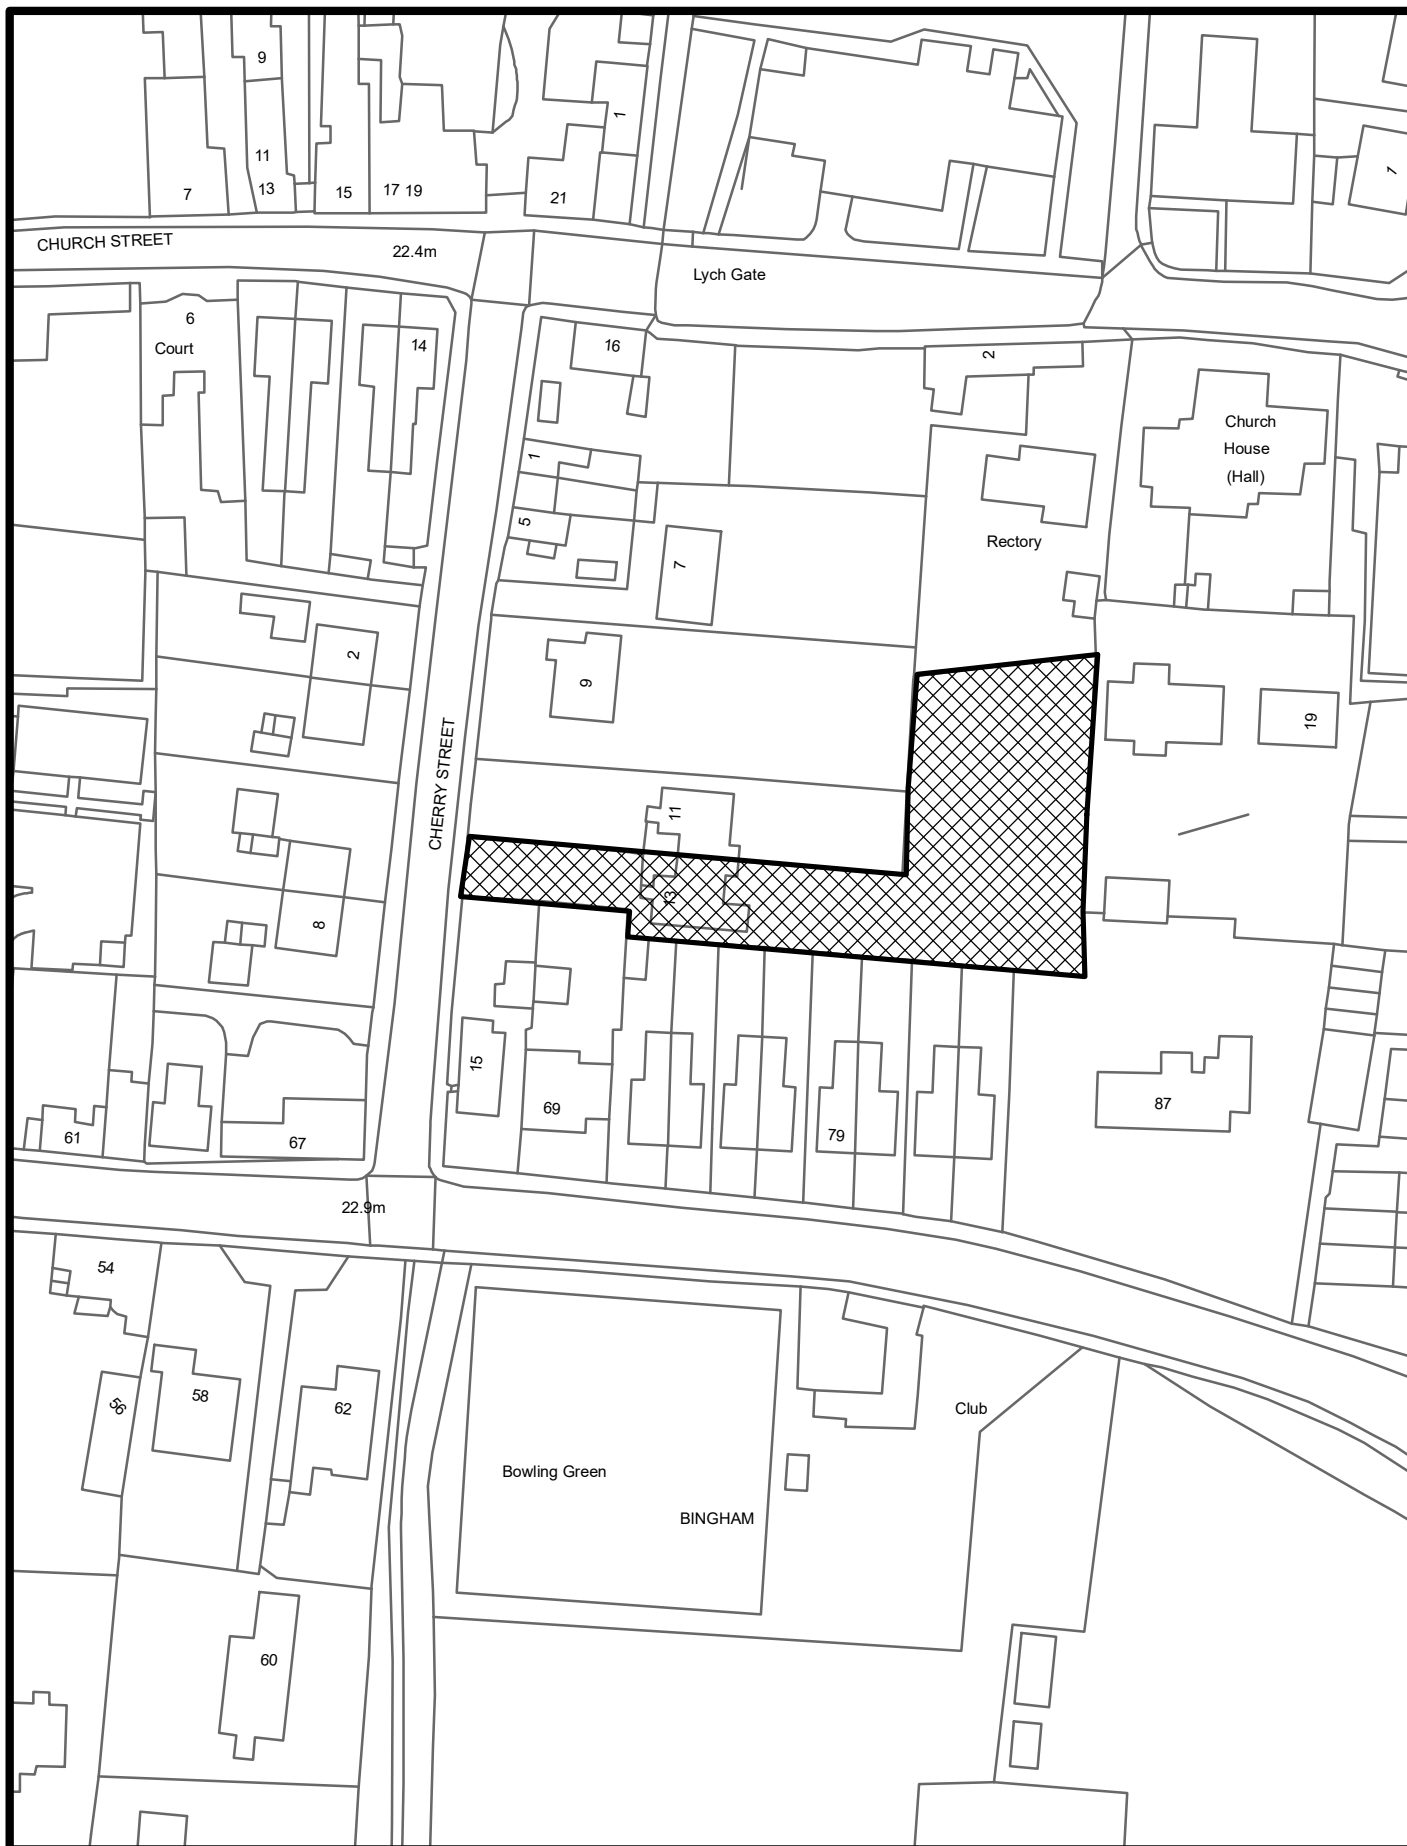 9
1
11
13
7
15
17 19
21
1
CHURCH STREET
22.4m
Lych Gate
6
Court
14
16
2
1
Church
House
(Hall)
5
7
Rectory
2
9
19
CHERRY STREET
11
13
8
15
69
79
87
61
67
22.9m
54
56
58
62
Club
Bowling Green
BINGHAM
60